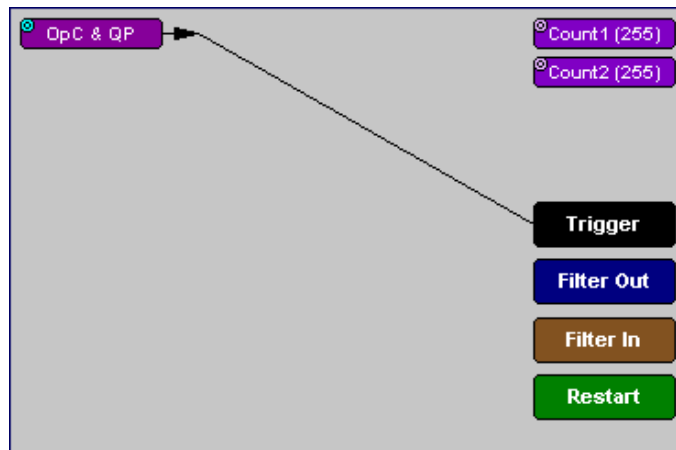 OpC & QP
Count1 (255)
Count2 (255)
Trigger
Filter Out
Filter In
Restart